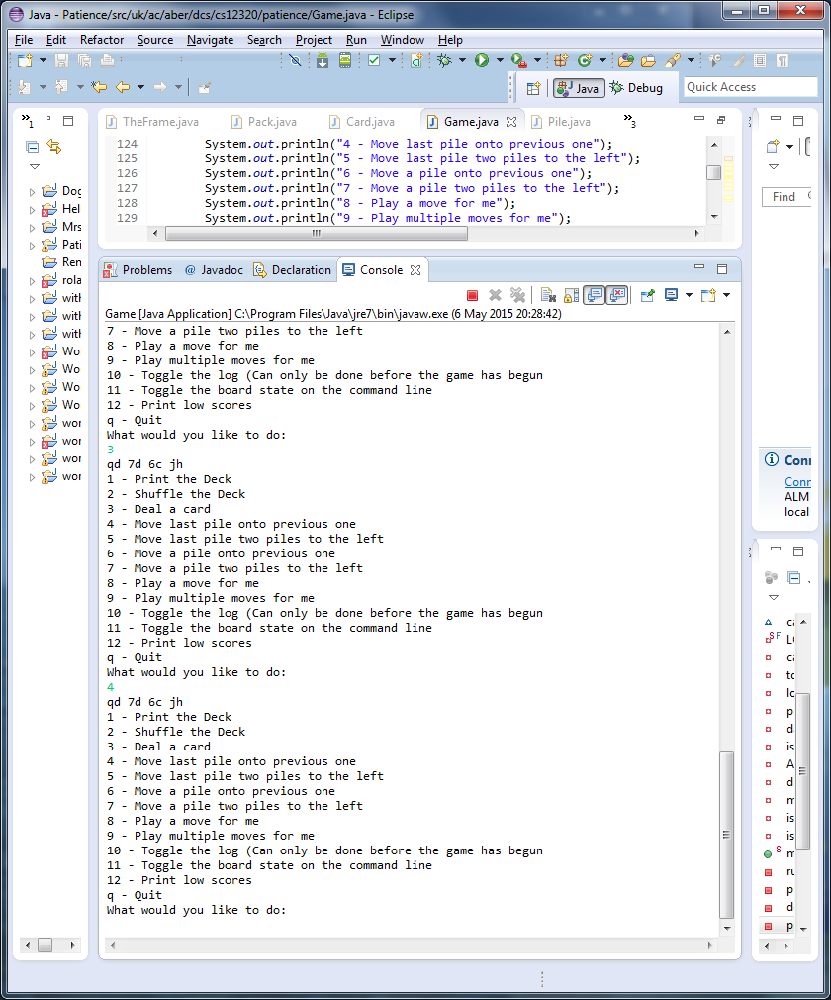 Java - Patience/src/uk/ac/aber/dcs/cs12320/patience/Game.java - Eclipse
File Edit Refactor Source Navigate Search Project Run Window Help
Java Debug Quick Access
1 TheFrame.java Pack.java Card.java Game.java Pile.java 3
124 System.out.println("4 - Move last pile onto previous one");
125 System.out.println("5 - Move last pile two piles to the left");
126 System.out.println("6 - Move a pile onto previous one");
127 System.out.println("7 - Move a pile two piles to the left");
128 System.out.println("8 - Play a move for me");
129 System.out.println("9 - Play multiple moves for me");
Find
Hel
Mrs
Pati
Ren
rola
with
with
with
Wo
Wo
Wo
Wo
wor
wor
wor
wor
Problems @ Javadoc Declaration Console
Game [Java Application] C:\Program Files\Java\jre7\bin\javaw.exe (6 May 2015 20:28:42)
7 - Move a pile two piles to the left
8 - Play a move for me
9 - Play multiple moves for me
10 - Toggle the log (Can only be done before the game has begun
11 - Toggle the board state on the command line
12 - Print low scores
q - Quit
What would you like to do:
3
qd 7d 6c jh
1 - Print the Deck
2 - Shuffle the Deck
3 - Deal a card
4 - Move last pile onto previous one
5 - Move last pile two piles to the left
6 - Move a pile onto previous one
7 - Move a pile two piles to the left
8 - Play a move for me
9 - Play multiple moves for me
10 - Toggle the log (Can only be done before the game has begun
11 - Toggle the board state on the command line
12 - Print low scores
q - Quit
What would you like to do:
4
qd 7d 6c jh
1 - Print the Deck
2 - Shuffle the Deck
3 - Deal a card
4 - Move last pile onto previous one
5 - Move last pile two piles to the left
6 - Move a pile onto previous one
7 - Move a pile two piles to the left
8 - Play a move for me
9 - Play multiple moves for me
10 - Toggle the log (Can only be done before the game has begun
11 - Toggle the board state on the command line
12 - Print low scores
q - Quit
What would you like to do:
Conn
Conn
ALM
local